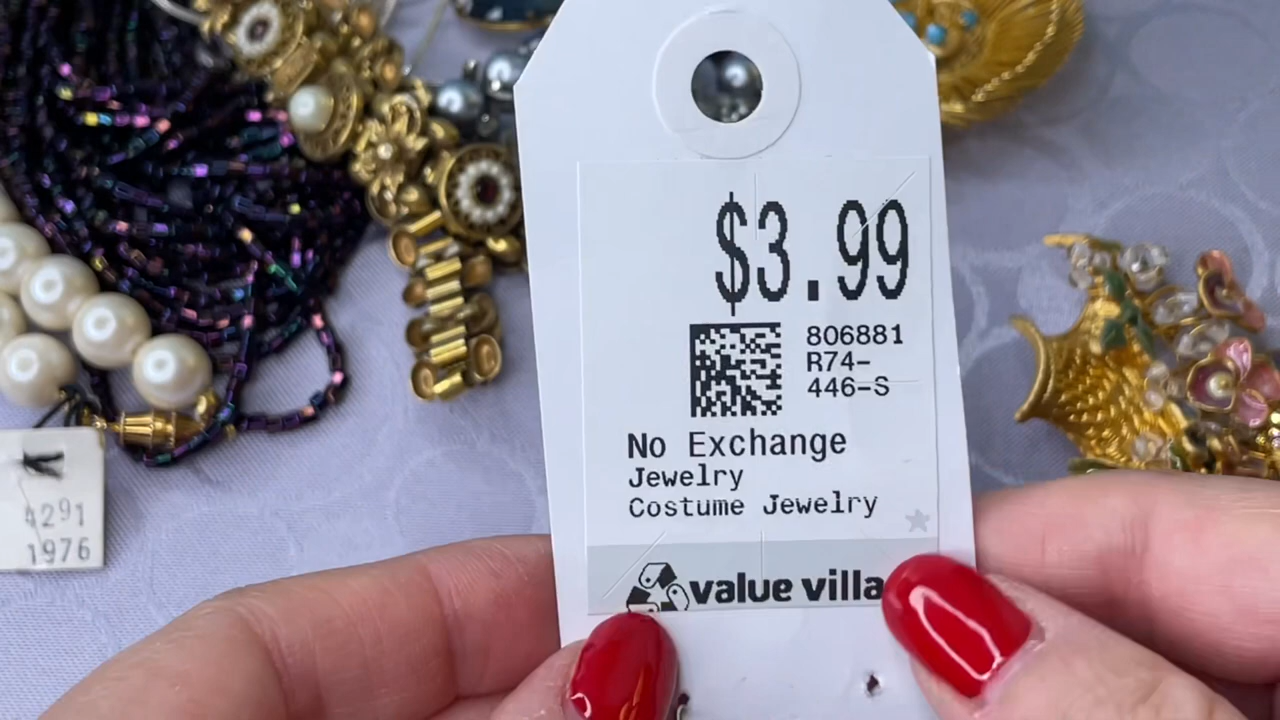 $3.99
806881
R74-
446-S
No Exchange
Jewelry
Costume Jewelry
value villa
4291
1976